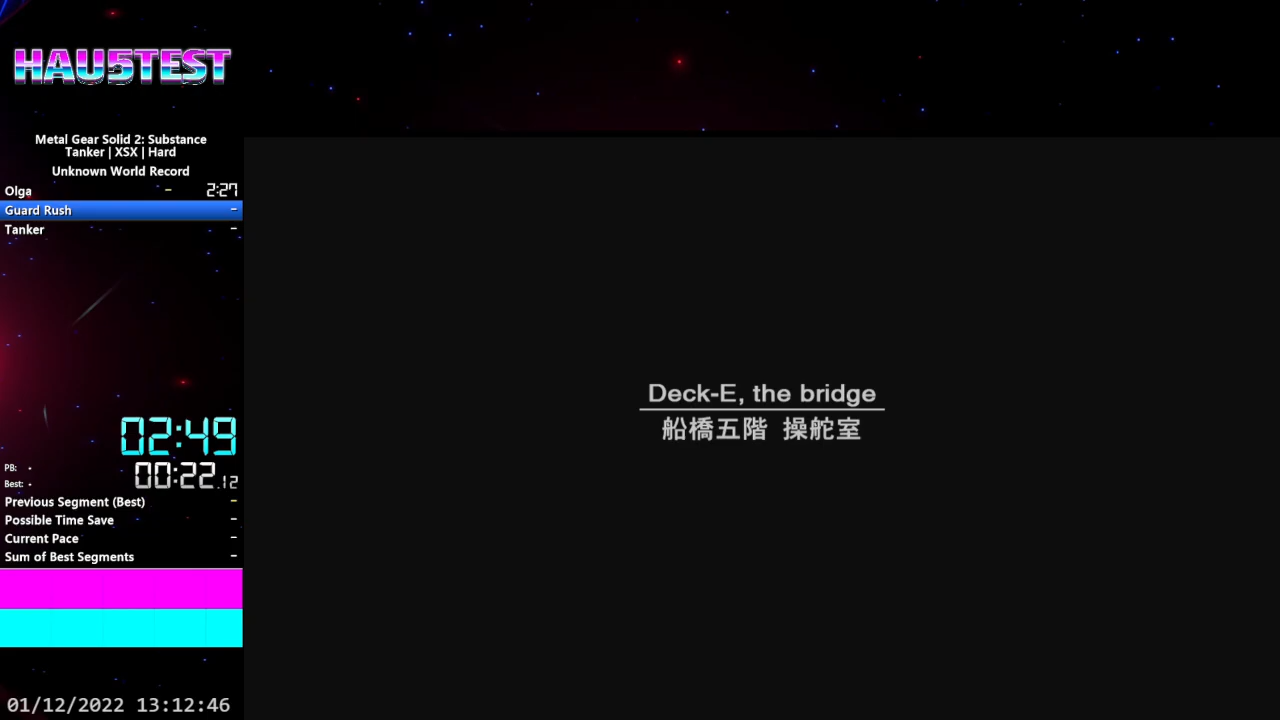 HAU5TEST
Metal Gear Solid 2: Substance
Tanker | XSX | Hard
Unknown World Record
Olga – 2:27
Guard Rush –
Tanker –
02:49
PB: -
00:22.12
Best: -
Previous Segment (Best) –
Possible Time Save –
Current Pace –
Sum of Best Segments –
01/12/2022 13:12:46
Deck-E, the bridge
船橋五階 操舵室